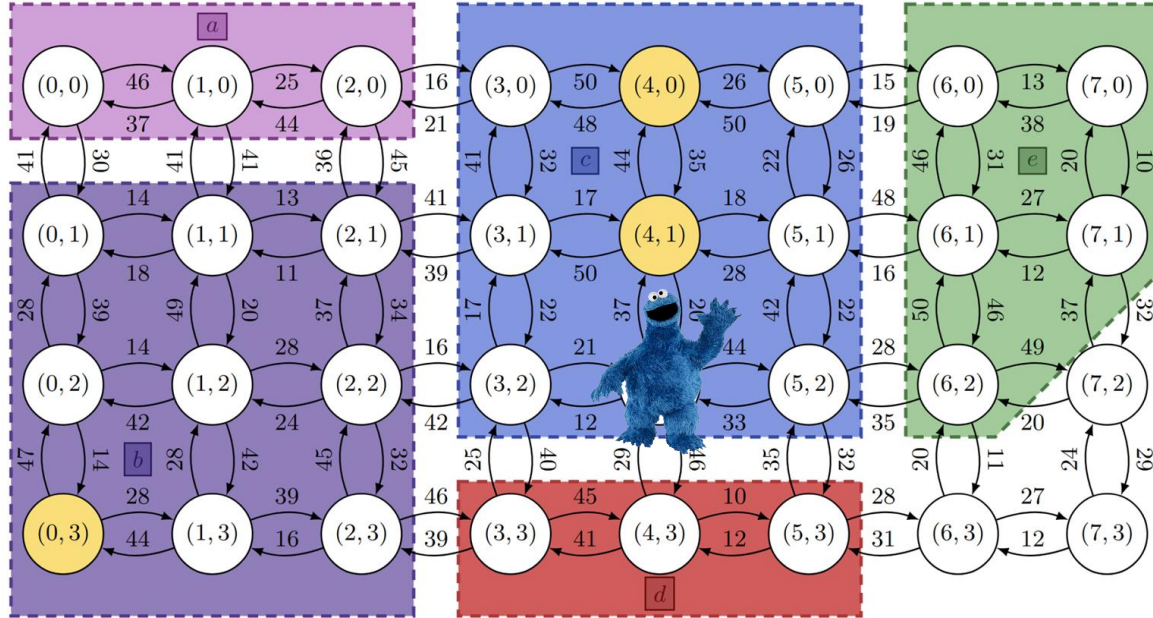 a
(0, 0) 46 (1, 0) 25 (2, 0) 16 (3, 0) 50 (4, 0) 26 (5, 0) 15 (6, 0) 13 (7, 0)
37 44 21 48 50 19 38
41 30 41 41 36 45 41 32 c 44 35 22 26 46 31 e 20 10
14 13 41 17 18 48 27
(0, 1) (1, 1) (2, 1) (3, 1) (4, 1) (5, 1) (6, 1) (7, 1)
18 11 39 50 28 16 12
28 39 49 20 37 34 17 22 37 42 22 50 46 37 32
14 28 16 21 44 28 49
(0, 2) (1, 2) (2, 2) (3, 2) (5, 2) (6, 2) (7, 2)
42 24 42 12 33 35 20
47 14 b 28 42 45 32 25 40 29 35 32 20 11 24 29
28 39 46 45 10 28 27
(0, 3) (1, 3) (2, 3) (3, 3) (4, 3) (5, 3) (6, 3) (7, 3)
44 16 39 41 12 31 12
d